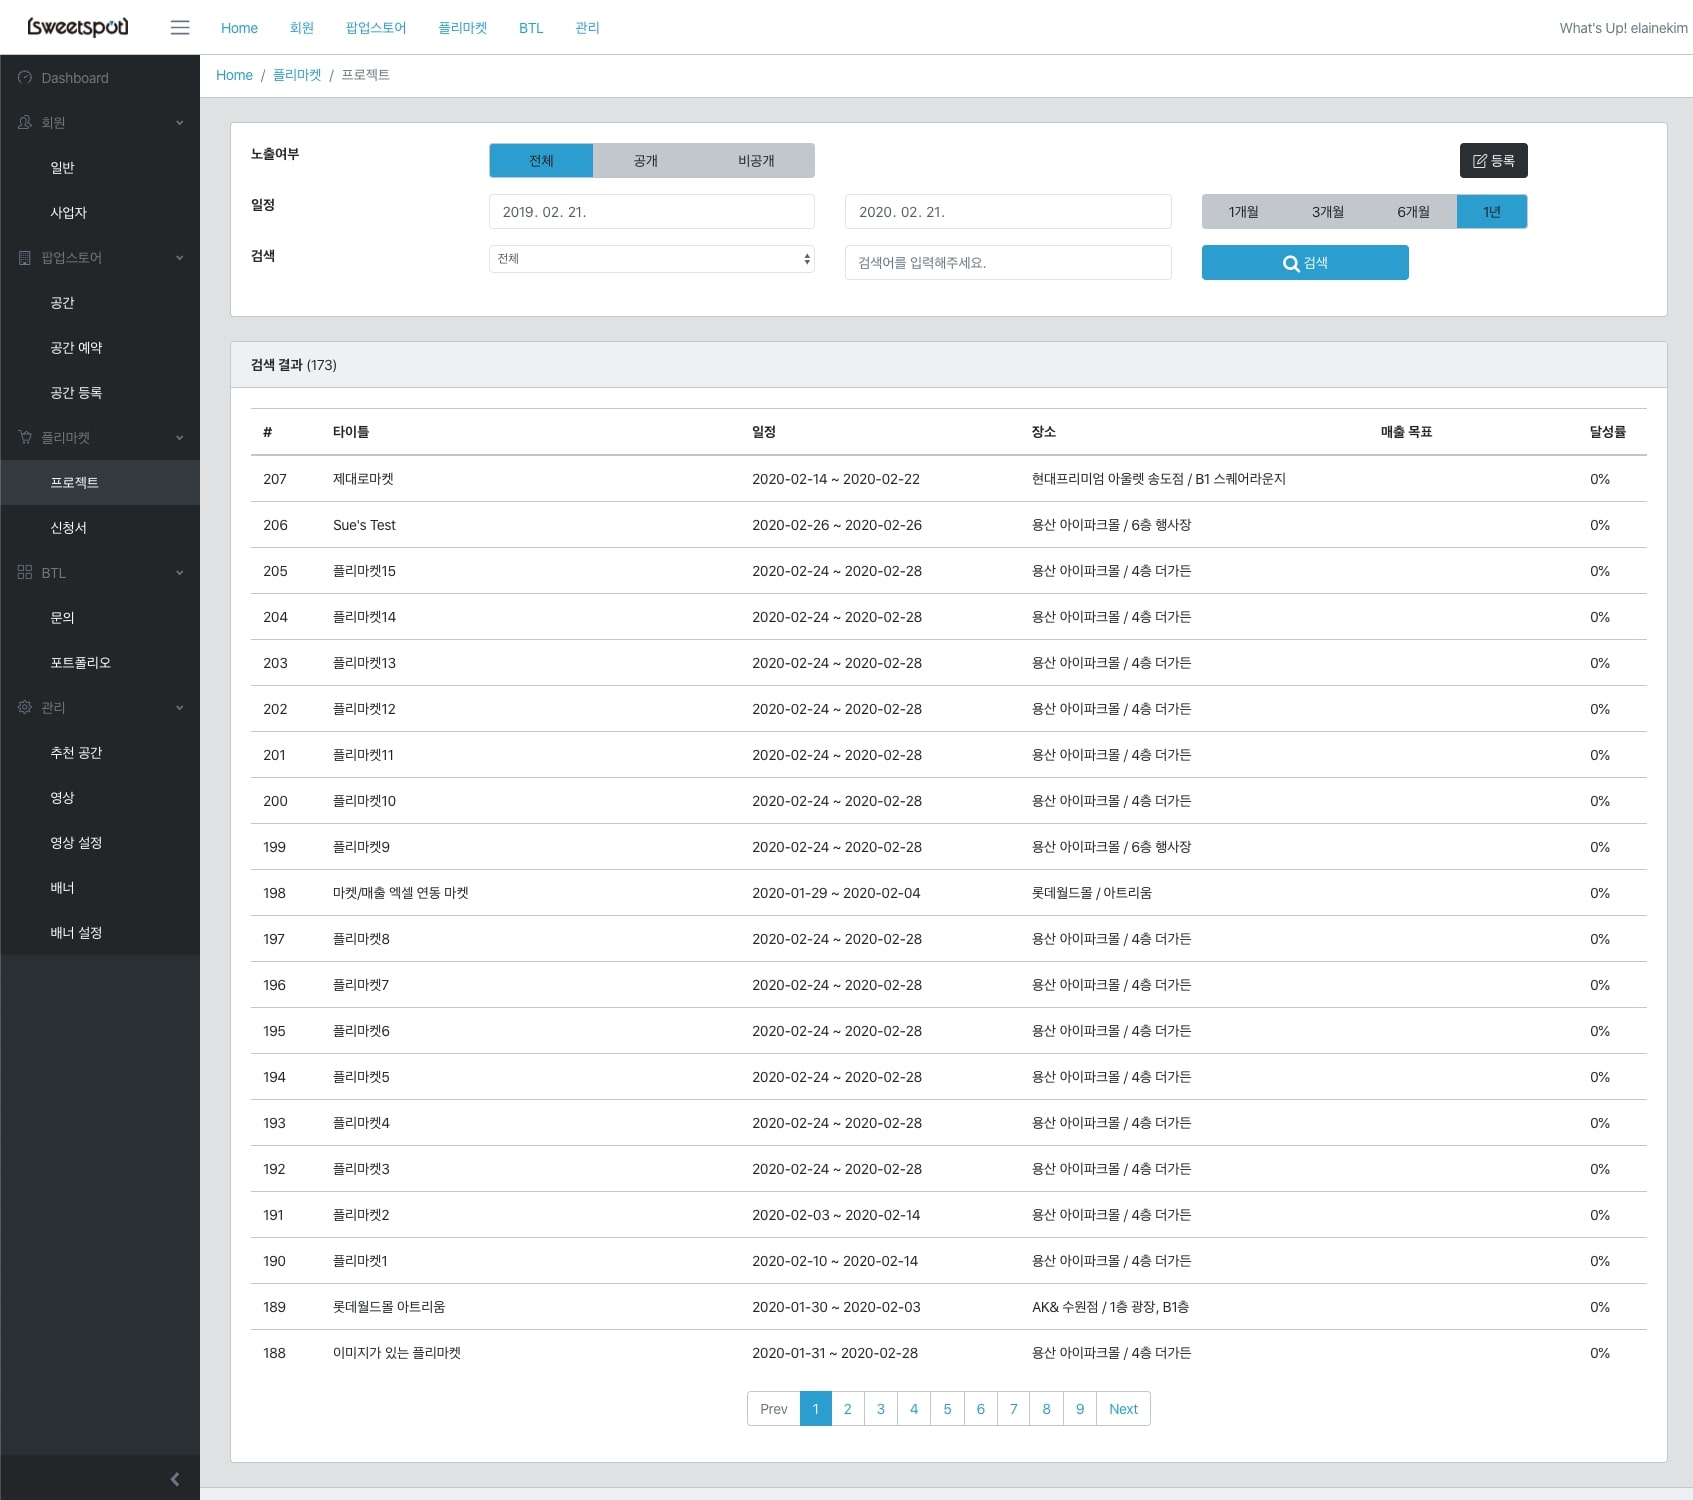 (sweetspot) Home 회원 팝업스토어 플리마켓 BTL 관리 What's Up! elainekim
Dashboard
회원
일반
사업자
팝업스토어
공간
공간 예약
공간 등록
플리마켓
프로젝트
신청서
BTL
문의
포트폴리오
관리
추천 공간
영상
영상 설정
배너
배너 설정
Home / 플리마켓 / 프로젝트
노출여부 전체 공개 비공개 등록
일정 2019. 02. 21. 2020. 02. 21. 1개월 3개월 6개월 1년
검색 전체 검색어를 입력해주세요. 검색
검색 결과 (173)
# 타이틀 일정 장소 매출 목표 달성률
207 제대로마켓 2020-02-14 ~ 2020-02-22 현대프리미엄 아울렛 송도점 / B1 스퀘어라운지 0%
206 Sue's Test 2020-02-26 ~ 2020-02-26 용산 아이파크몰 / 6층 행사장 0%
205 플리마켓15 2020-02-24 ~ 2020-02-28 용산 아이파크몰 / 4층 더가든 0%
204 플리마켓14 2020-02-24 ~ 2020-02-28 용산 아이파크몰 / 4층 더가든 0%
203 플리마켓13 2020-02-24 ~ 2020-02-28 용산 아이파크몰 / 4층 더가든 0%
202 플리마켓12 2020-02-24 ~ 2020-02-28 용산 아이파크몰 / 4층 더가든 0%
201 플리마켓11 2020-02-24 ~ 2020-02-28 용산 아이파크몰 / 4층 더가든 0%
200 플리마켓10 2020-02-24 ~ 2020-02-28 용산 아이파크몰 / 4층 더가든 0%
199 플리마켓9 2020-02-24 ~ 2020-02-28 용산 아이파크몰 / 6층 행사장 0%
198 마켓/매출 엑셀 연동 마켓 2020-01-29 ~ 2020-02-04 롯데월드몰 / 아트리움 0%
197 플리마켓8 2020-02-24 ~ 2020-02-28 용산 아이파크몰 / 4층 더가든 0%
196 플리마켓7 2020-02-24 ~ 2020-02-28 용산 아이파크몰 / 4층 더가든 0%
195 플리마켓6 2020-02-24 ~ 2020-02-28 용산 아이파크몰 / 4층 더가든 0%
194 플리마켓5 2020-02-24 ~ 2020-02-28 용산 아이파크몰 / 4층 더가든 0%
193 플리마켓4 2020-02-24 ~ 2020-02-28 용산 아이파크몰 / 4층 더가든 0%
192 플리마켓3 2020-02-24 ~ 2020-02-28 용산 아이파크몰 / 4층 더가든 0%
191 플리마켓2 2020-02-03 ~ 2020-02-14 용산 아이파크몰 / 4층 더가든 0%
190 플리마켓1 2020-02-10 ~ 2020-02-14 용산 아이파크몰 / 4층 더가든 0%
189 롯데월드몰 아트리움 2020-01-30 ~ 2020-02-03 AK& 수원점 / 1층 광장, B1층 0%
188 이미지가 있는 플리마켓 2020-01-31 ~ 2020-02-28 용산 아이파크몰 / 4층 더가든 0%
Prev 1 2 3 4 5 6 7 8 9 Next